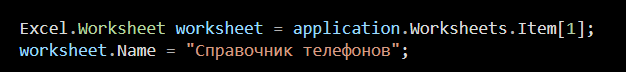 Excel.Worksheet worksheet = application.Worksheets.Item[1];
worksheet.Name = "Справочник телефонов";